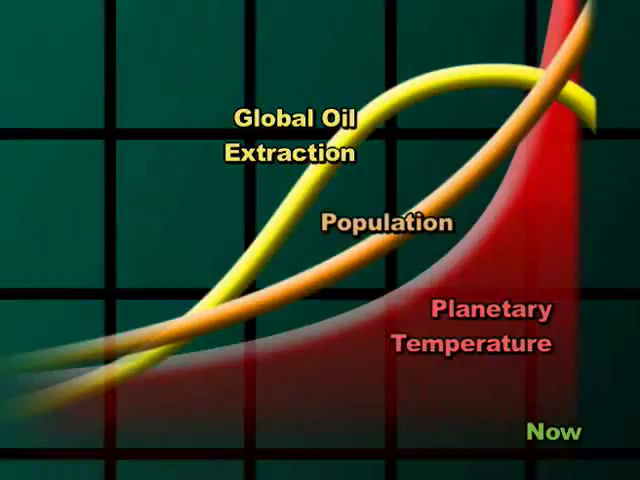 Global Oil
Extraction
Population
Planetary
Temperature
Now